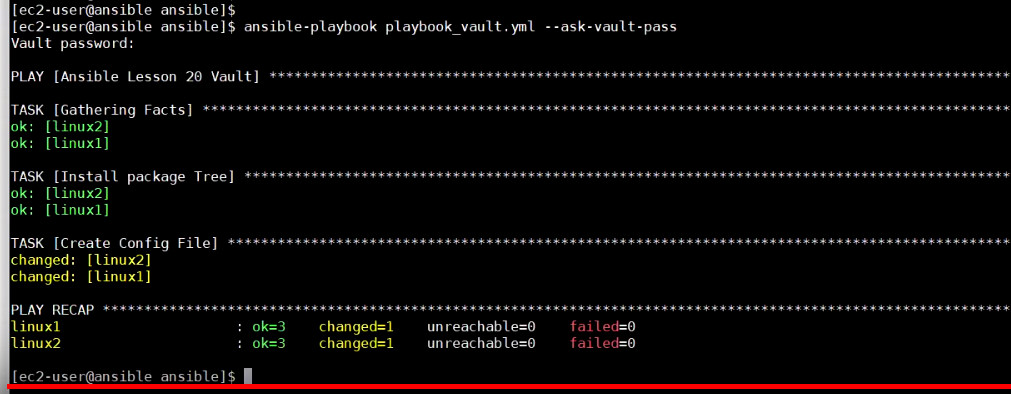 [ec2-user@ansible ansible]$
[ec2-user@ansible ansible]$ ansible-playbook playbook_vault.yml --ask-vault-pass
Vault password:
PLAY [Ansible Lesson 20 Vault] ******************************************************************************************
TASK [Gathering Facts] **************************************************************************************************
ok: [linux2]
ok: [linux1]
TASK [Install package Tree] *********************************************************************************************
ok: [linux2]
ok: [linux1]
TASK [Create Config File] ***********************************************************************************************
changed: [linux2]
changed: [linux1]
PLAY RECAP **************************************************************************************************************
linux1 : ok=3 changed=1 unreachable=0 failed=0
linux2 : ok=3 changed=1 unreachable=0 failed=0
[ec2-user@ansible ansible]$